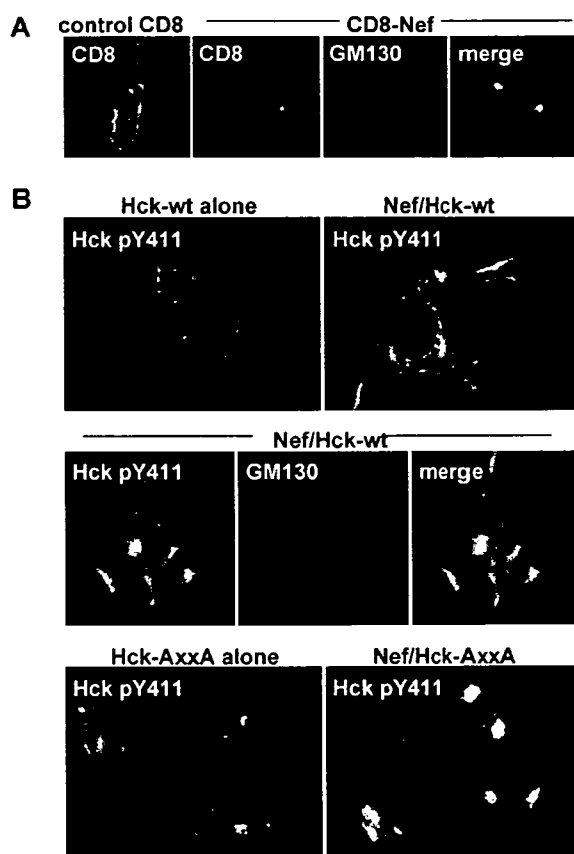 A
control CD8
CD8-Nef
CD8
CD8
GM130
merge
B
Hck-wt alone
Nef/Hck-wt
Hck pY411
Hck pY411
Nef/Hck-wt
Hck pY411
GM130
merge
Hck-AxxA alone
Nef/Hck-AxxA
Hck pY411
Hck pY411